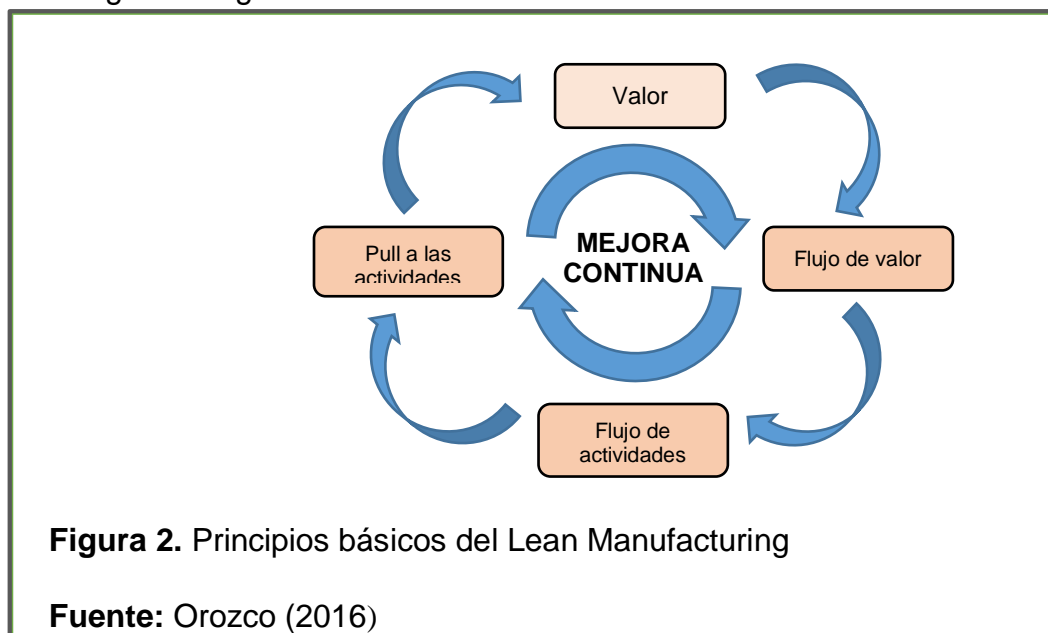 Valor
Pull a las
actividades
MEJORA
CONTINUA
Flujo de valor
Flujo de
actividades
Figura 2. Principios básicos del Lean Manufacturing
Fuente: Orozco (2016)